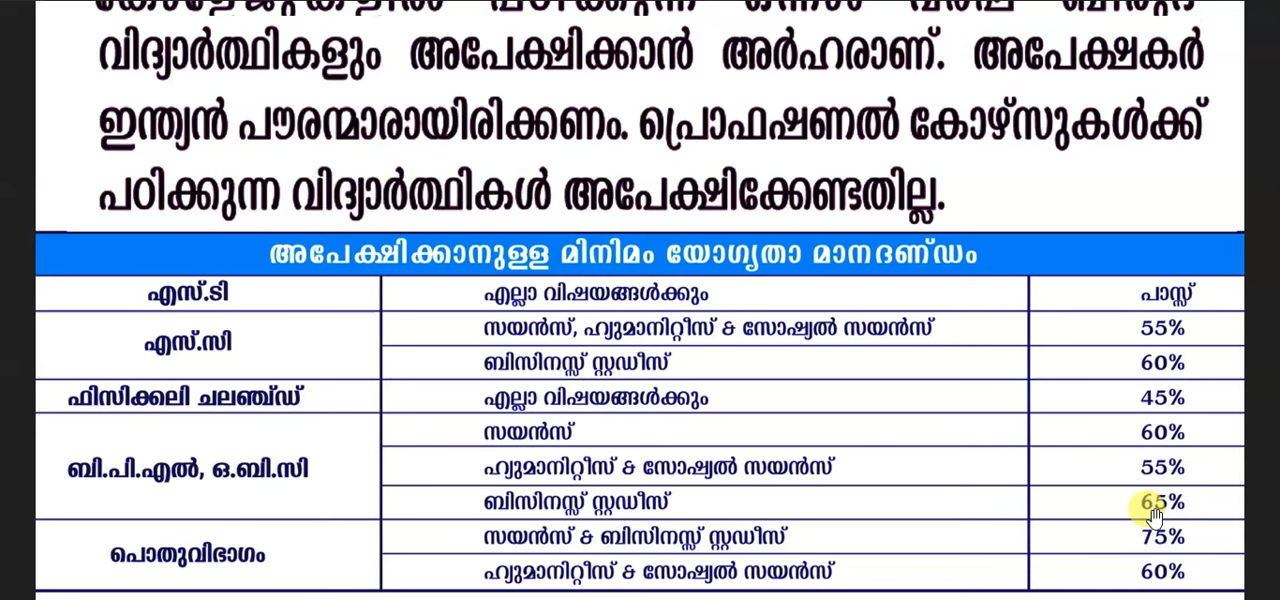 വിദ്യാർത്ഥികളും അപേക്ഷിക്കാൻ അർഹരാണ്. അപേക്ഷകർ
ഇന്ത്യൻ പൗരന്മാരായിരിക്കണം. പ്രൊഫഷണൽ കോഴ്സുകൾക്ക്
പഠിക്കുന്ന വിദ്യാർത്ഥികൾ അപേക്ഷിക്കേണ്ടതില്ല.
അപേക്ഷിക്കാനുള്ള മിനിമം യോഗ്യതാ മാനദണ്ഡം
എസ്.ടി എല്ലാ വിഷയങ്ങൾക്കും പാസ്സ്
എസ്.സി സയൻസ്, ഹ്യുമാനിറ്റീസ് & സോഷ്യൽ സയൻസ് 55%
ബിസിനസ്സ് സ്റ്റഡീസ് 60%
ഫിസിക്കലി ചലഞ്ച്ഡ് എല്ലാ വിഷയങ്ങൾക്കും 45%
സയൻസ് 60%
ബി.പി.എൽ, ഒ.ബി.സി ഹ്യുമാനിറ്റീസ് & സോഷ്യൽ സയൻസ് 55%
ബിസിനസ്സ് സ്റ്റഡീസ് 65%
പൊതുവിഭാഗം സയൻസ് & ബിസിനസ്സ് സ്റ്റഡീസ് 75%
ഹ്യുമാനിറ്റീസ് & സോഷ്യൽ സയൻസ് 60%